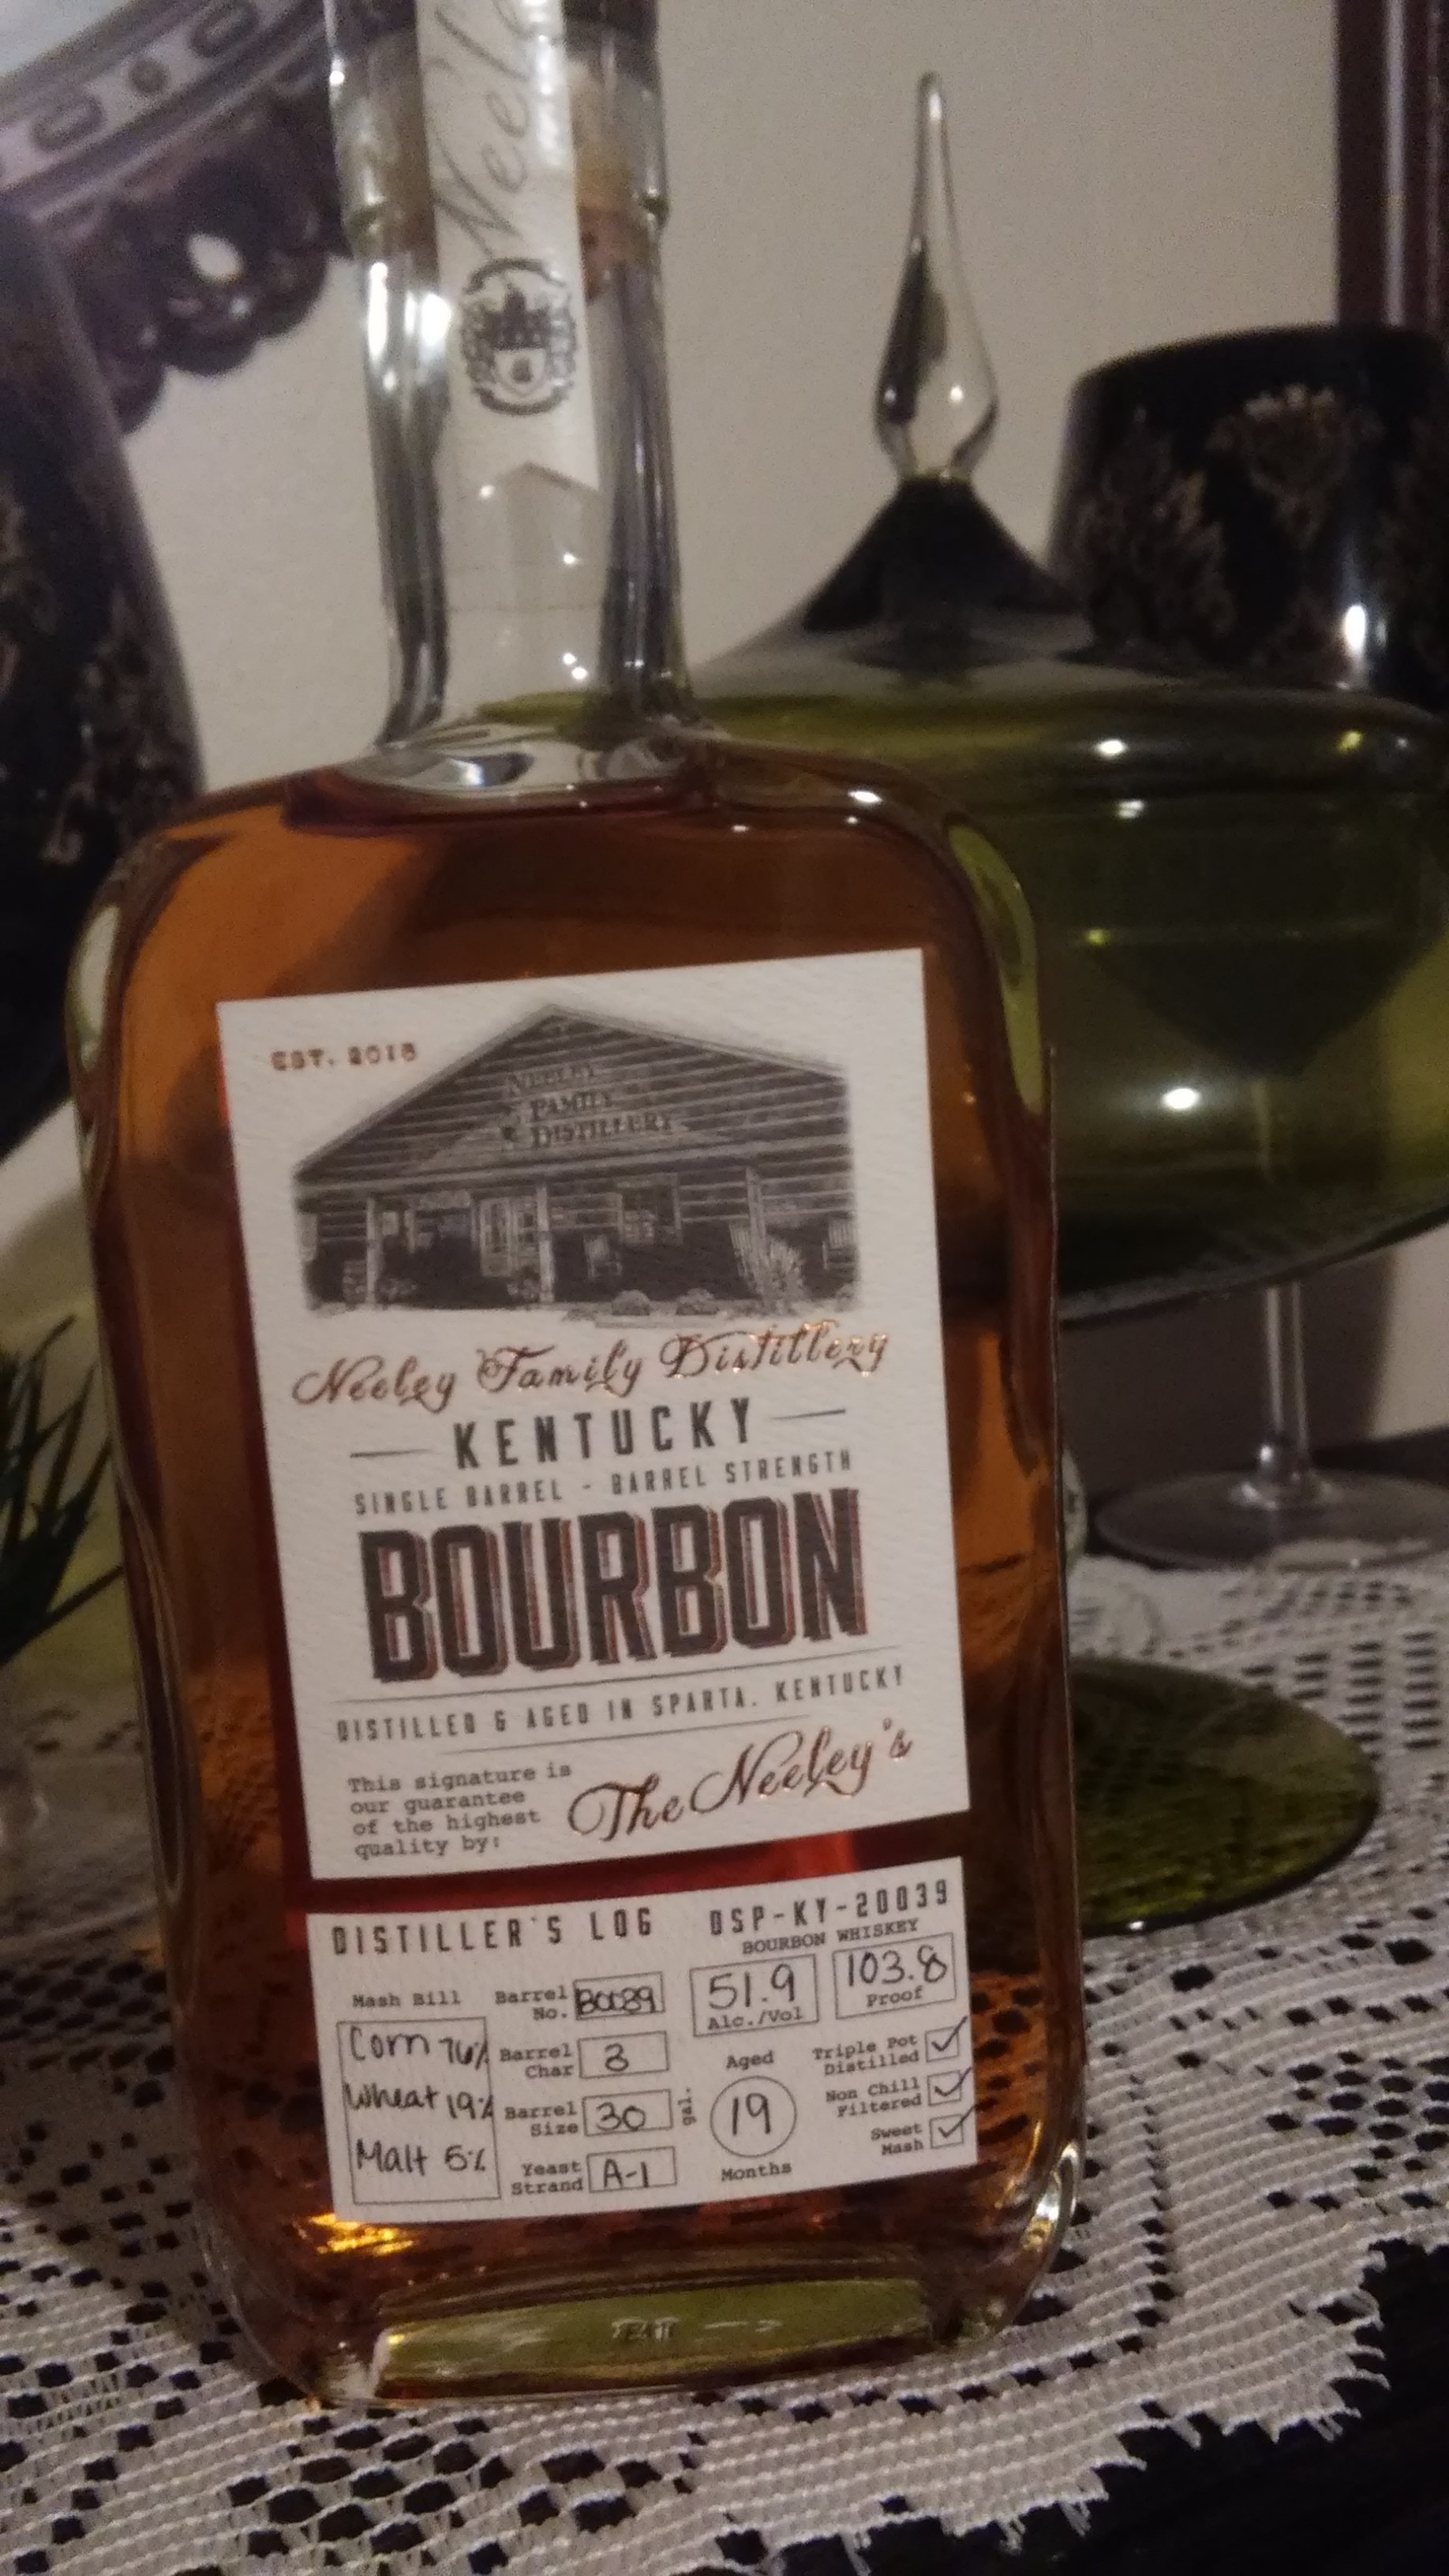 Neel
EST. 2015
NEELEY
FAMILY
DISTILLERY
Neeley Family Distillery
KENTUCKY
SINGLE BARREL - BARREL STRENGTH
BOURBON
DISTILLED & AGED IN SPARTA, KENTUCKY
This signature is
our guarantee
of the highest
quality by:
The Neeley's
DISTILLER'S LOG DSP-KY-20039
BOURBON WHISKEY
Mash Bill
Corn 76%
Wheat 19%
Malt 5%
Barrel
No.
Barrel
Char 3
Barrel
Size 30 gal.
Yeast
Strand A-1
51.9
Alc./Vol
103.8
Proof
Aged
19
Months
Triple Pot
Distilled
Non Chill
Filtered
Sweet
Mash